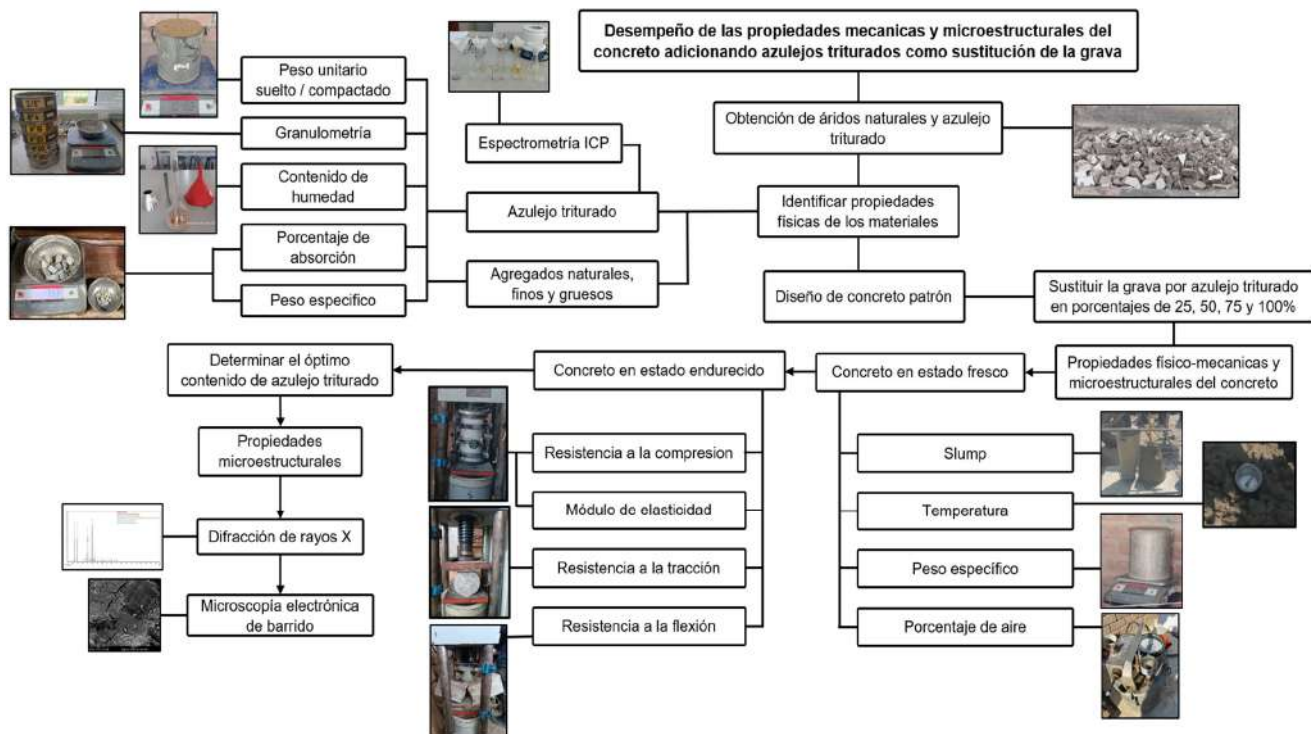 Desempeño de las propiedades mecanicas y microestructurales del
concreto adicionando azulejos triturados como sustitución de la grava
Peso unitario
suelto / compactado
Granulometría
Contenido de
humedad
Porcentaje de
absorción
Peso especifico
Espectrometría ICP
Azulejo triturado
Agregados naturales,
finos y gruesos
Obtención de áridos naturales y azulejo
triturado
Identificar propiedades
físicas de los materiales
Diseño de concreto patrón
Sustituir la grava por azulejo triturado
en porcentajes de 25, 50, 75 y 100%
Propiedades físico-mecanicas y
microestructurales del concreto
Concreto en estado fresco
Concreto en estado endurecido
Determinar el óptimo
contenido de azulejo triturado
Propiedades
microestructurales
Difracción de rayos X
Microscopía electrónica
de barrido
Resistencia a la compresion
Módulo de elasticidad
Resistencia a la tracción
Resistencia a la flexión
Slump
Temperatura
Peso específico
Porcentaje de aire